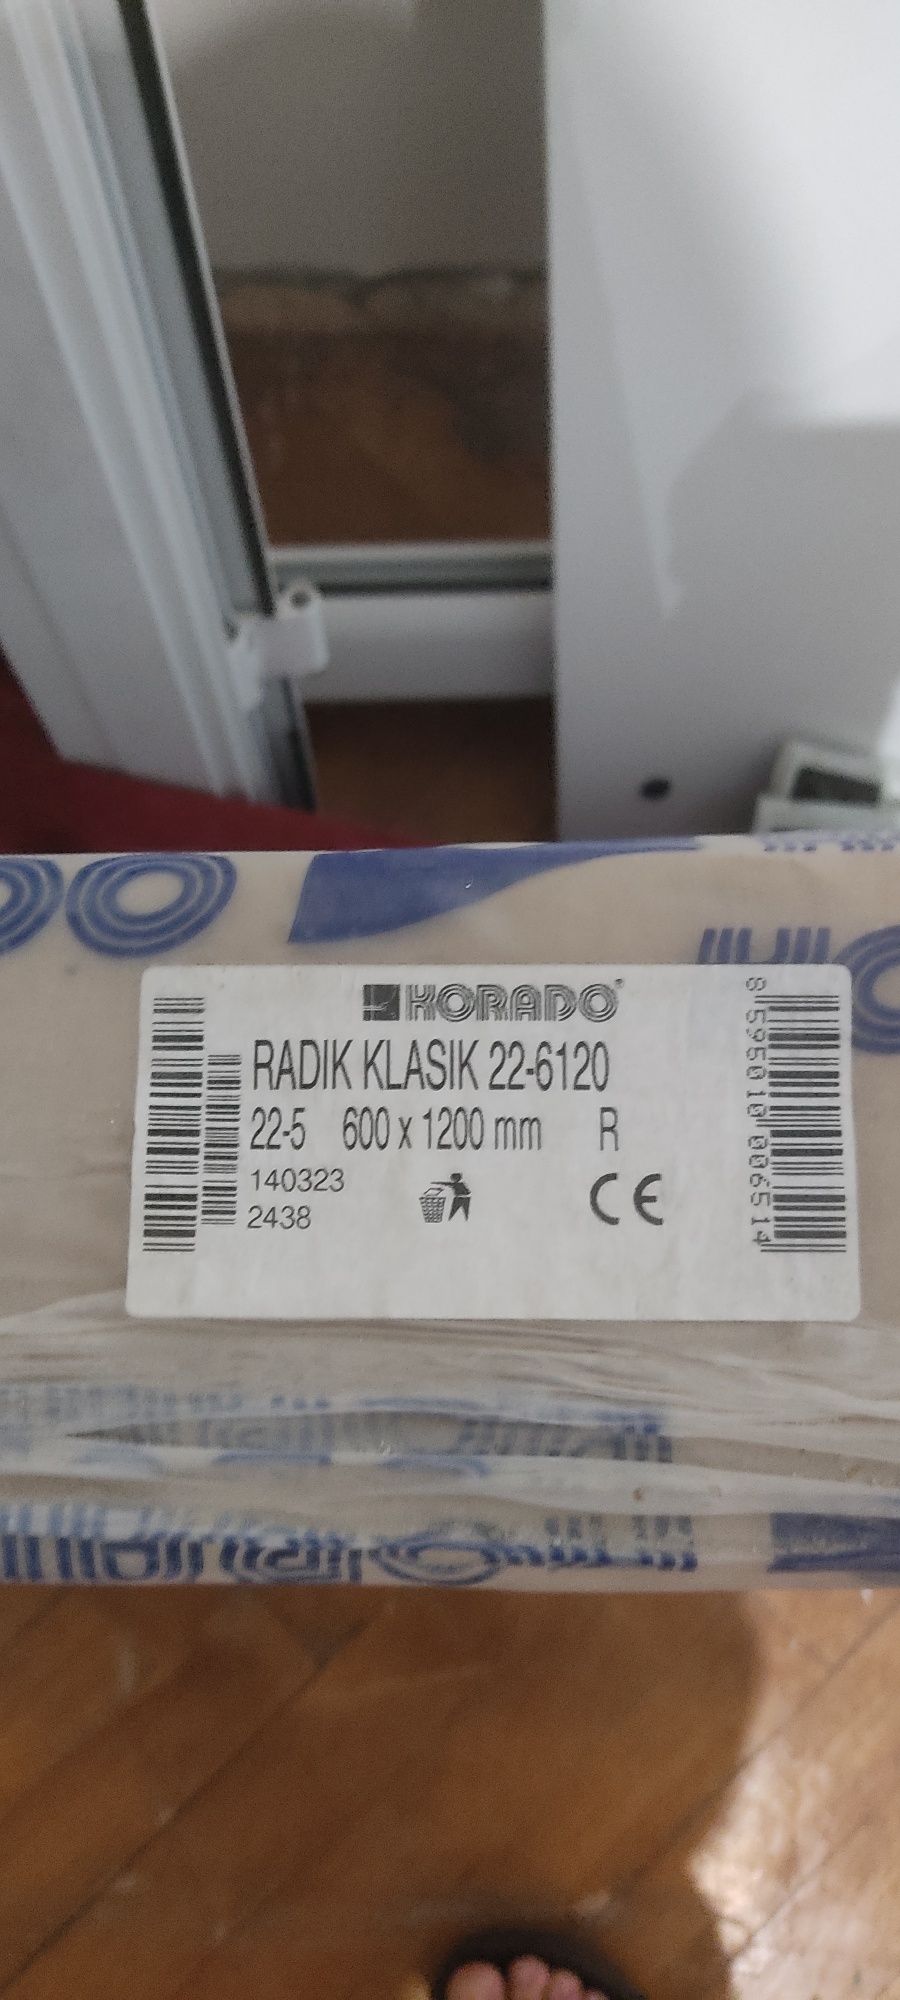 KORADO
RADIK KLASIK 22-6120
22-5 600 x 1200 mm R
140323
2438
CE
8 595010 006514